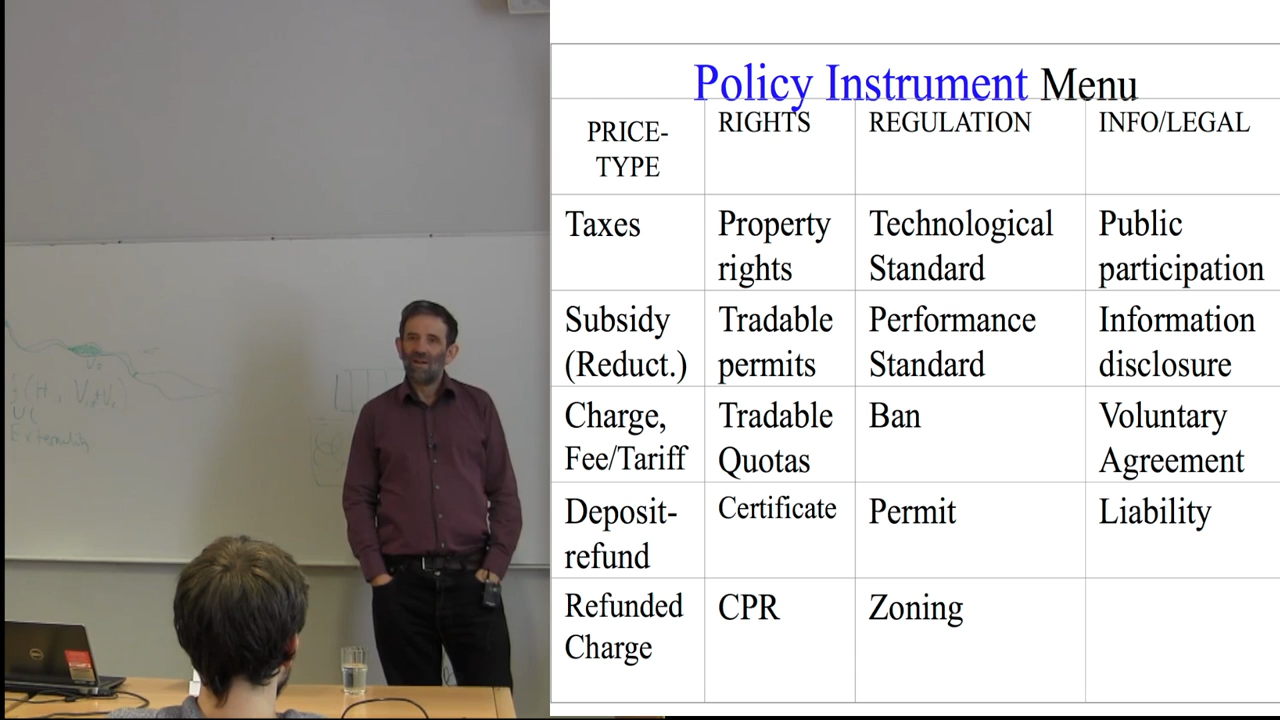 Policy Instrument Menu
PRICE-
TYPE
RIGHTS
REGULATION
INFO/LEGAL
Taxes
Property
rights
Technological
Standard
Public
participation
Subsidy
(Reduct.)
Tradable
permits
Performance
Standard
Information
disclosure
Charge,
Fee/Tariff
Tradable
Quotas
Ban
Voluntary
Agreement
Deposit-
refund
Certificate
Permit
Liability
Refunded
Charge
CPR
Zoning
Externality